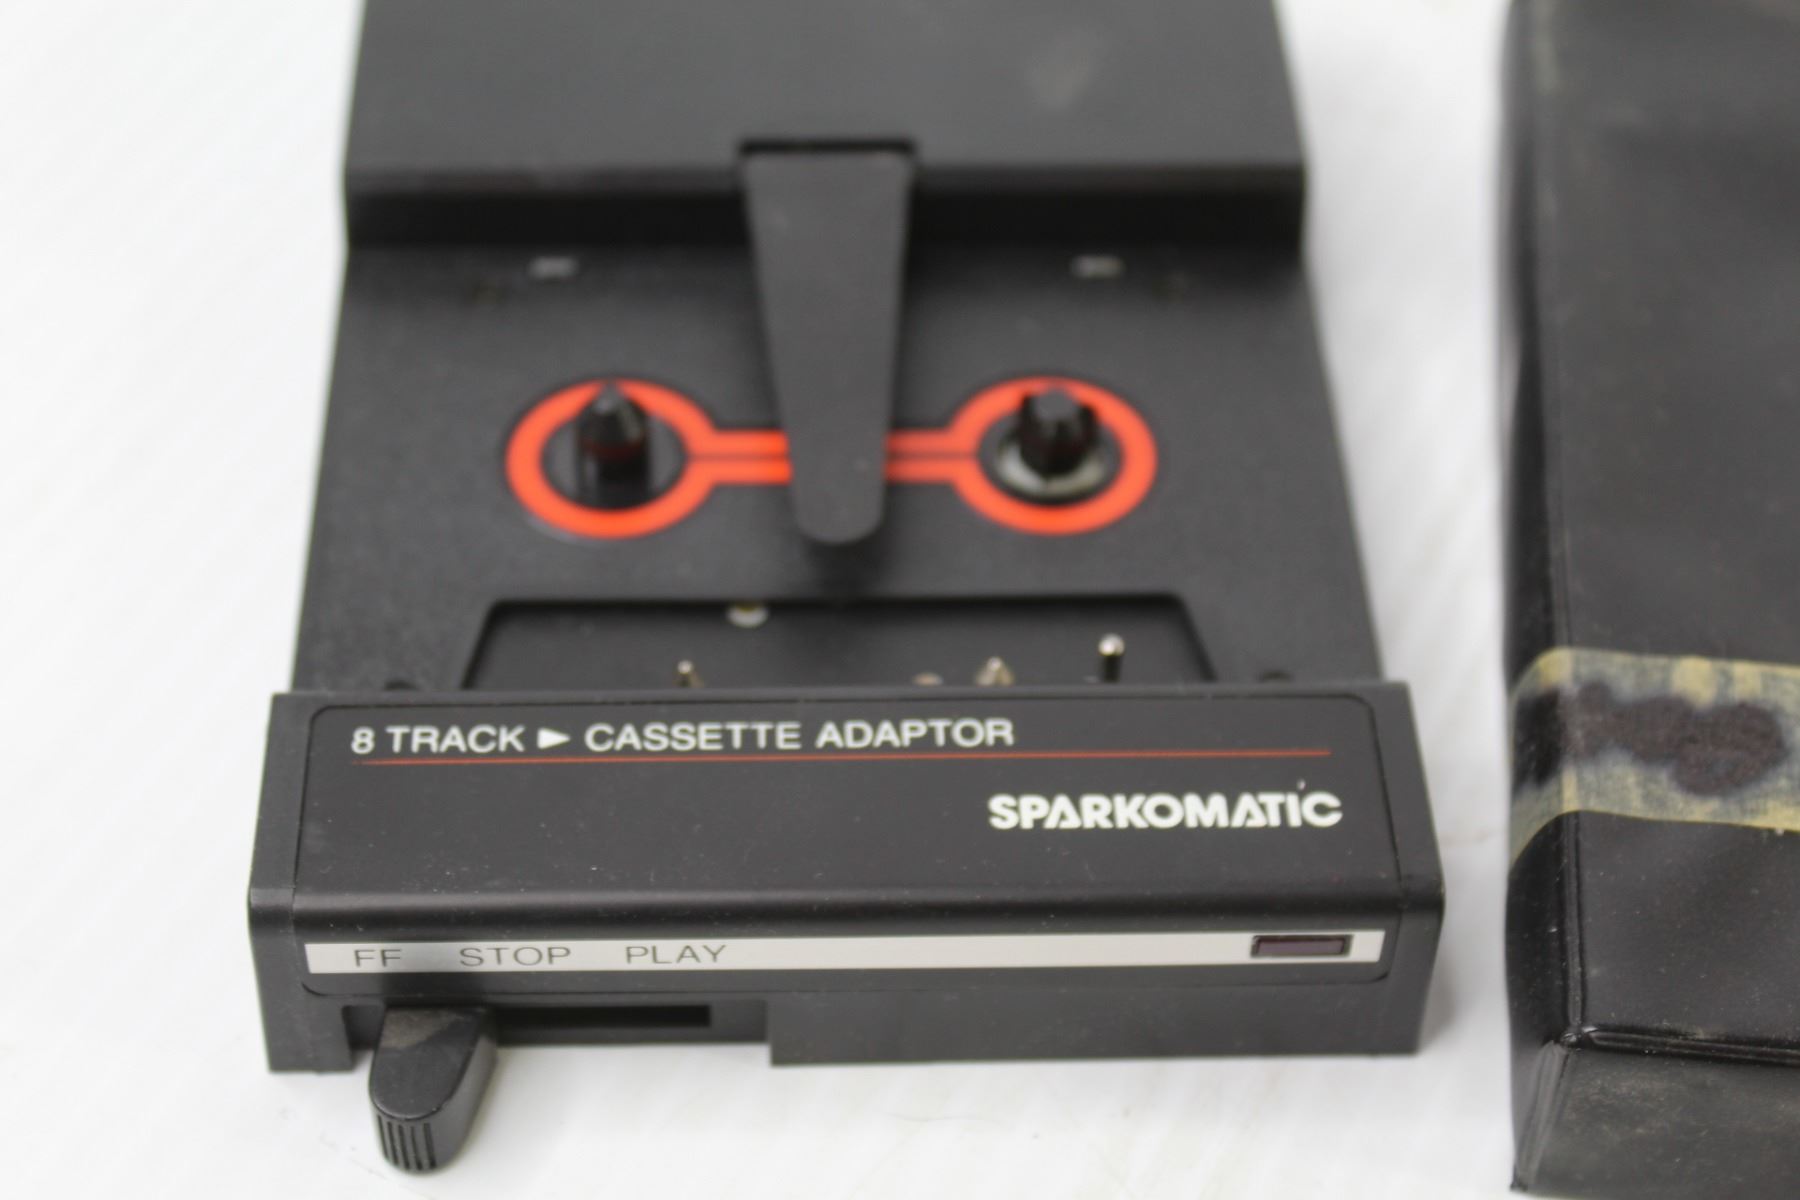 8 TRACK ► CASSETTE ADAPTOR
SPARKOMATIC
FF STOP PLAY